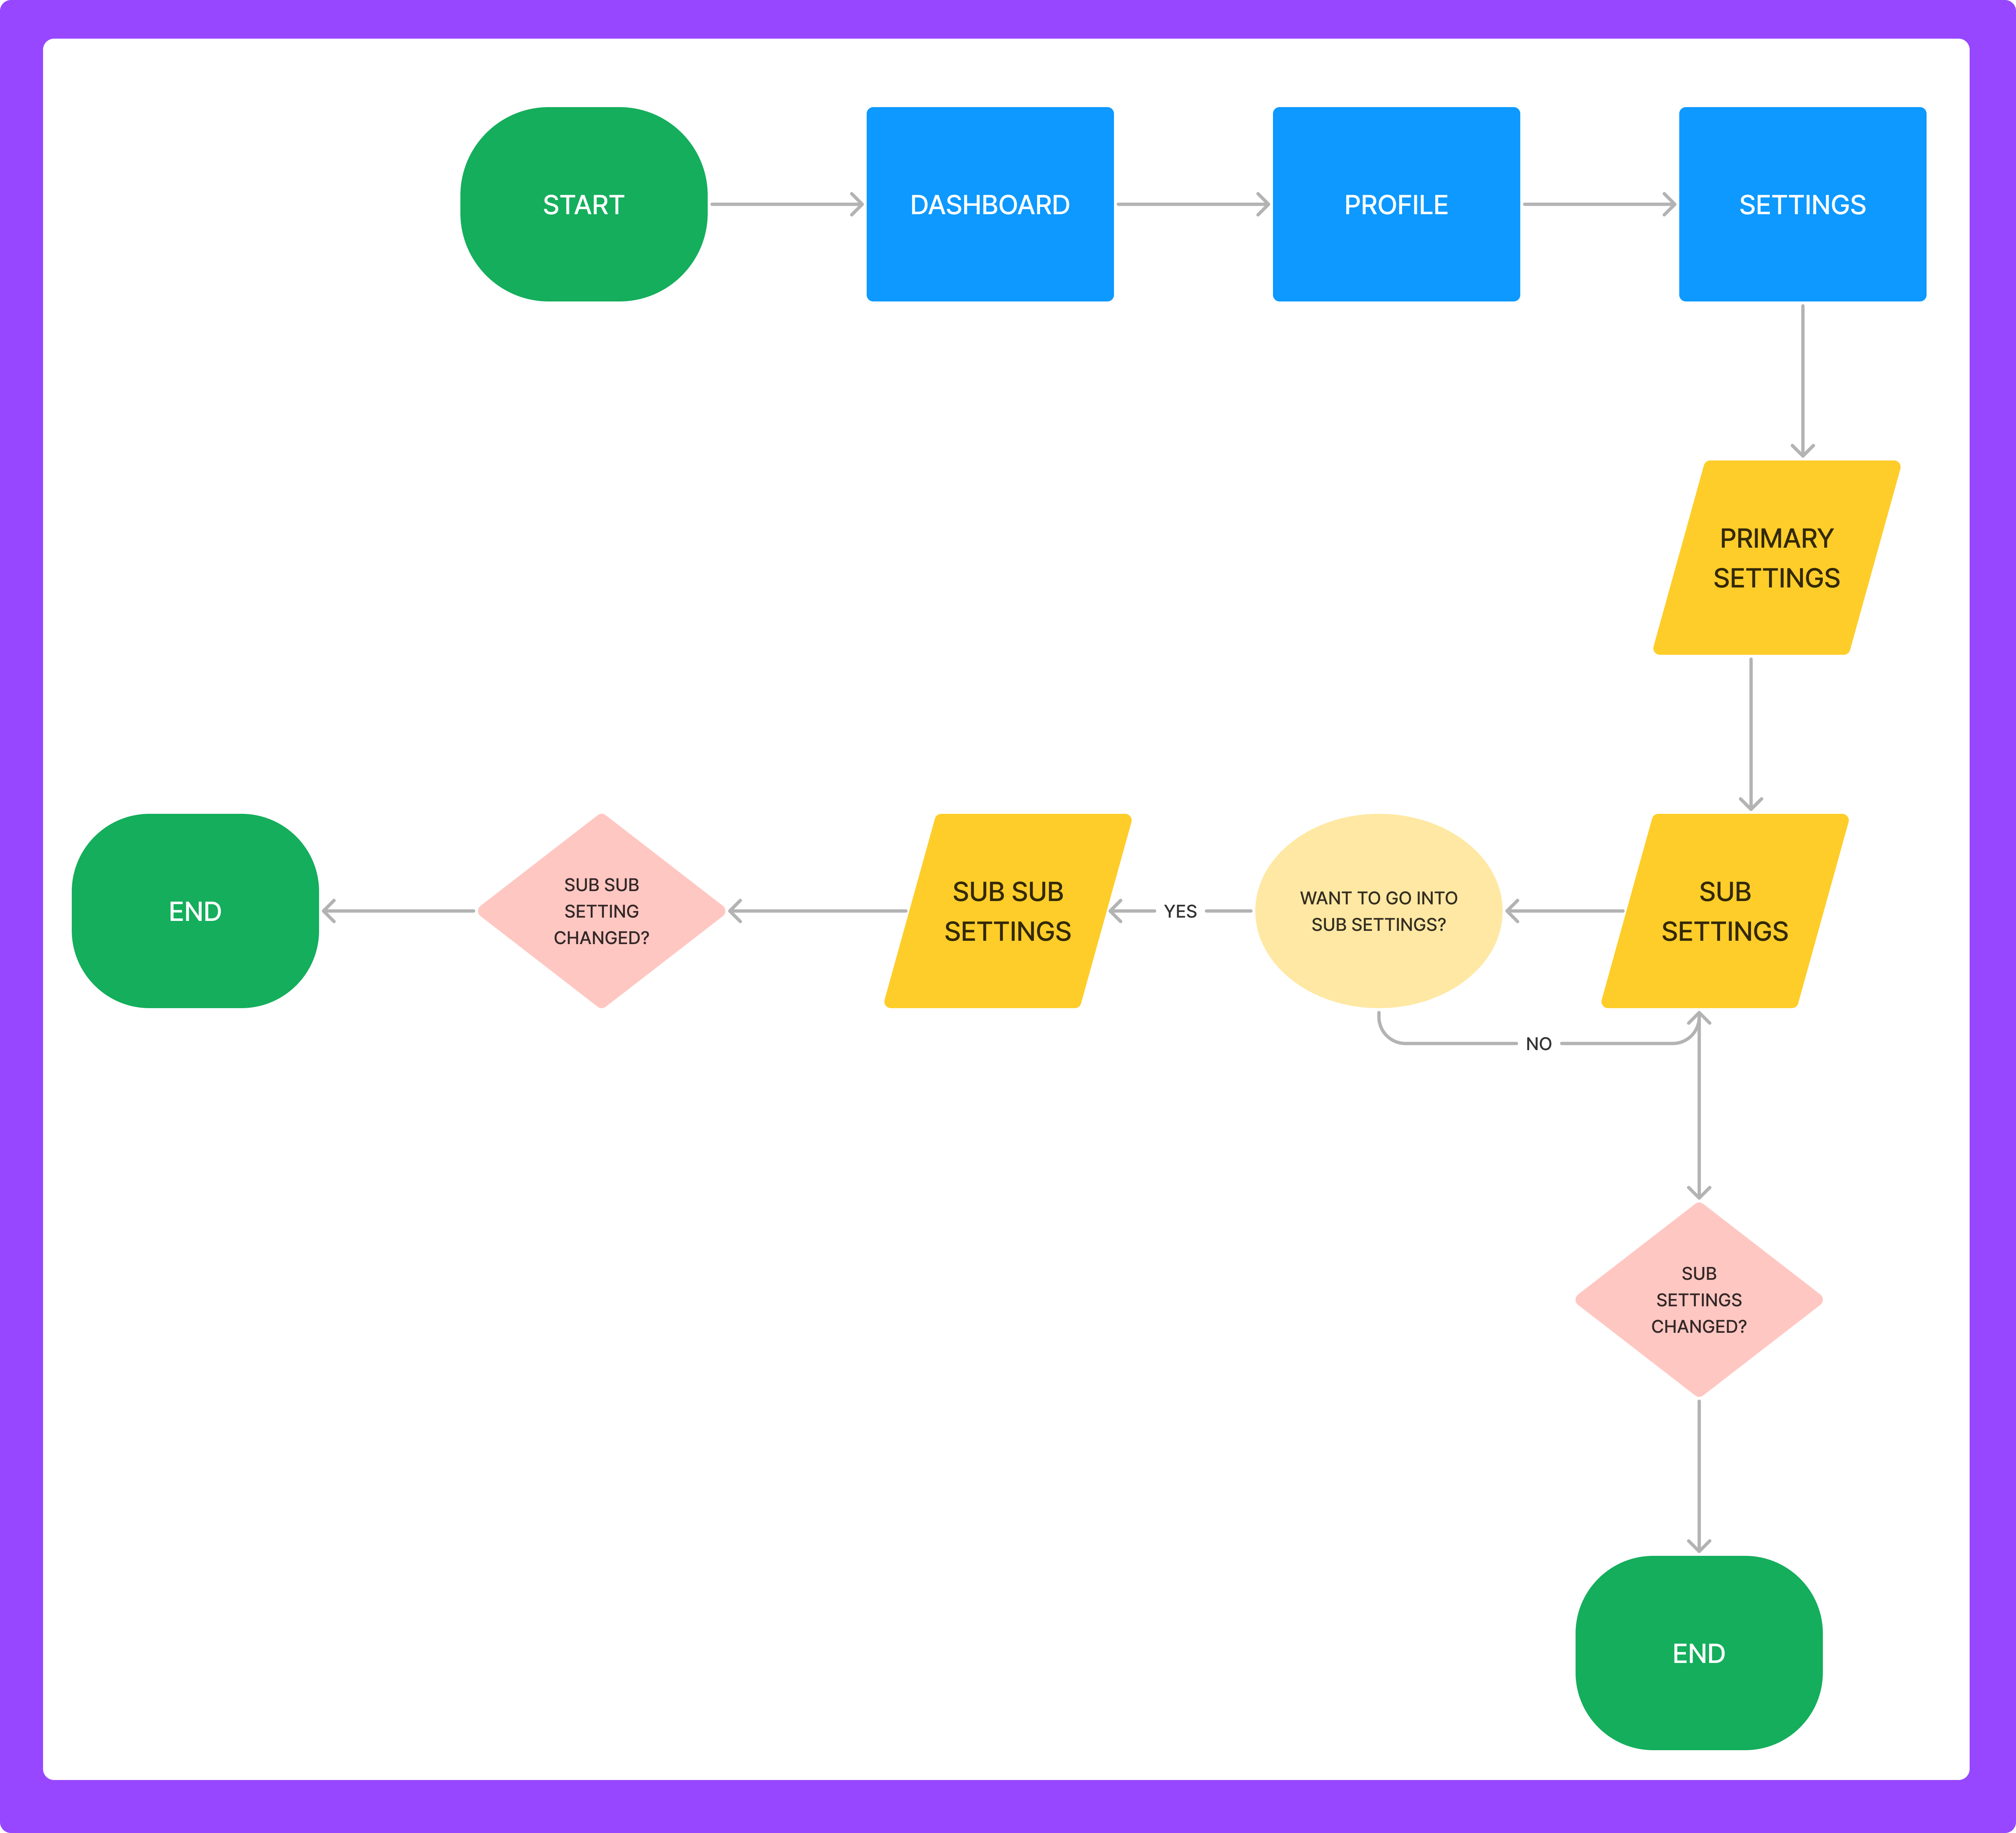 START
DASHBOARD
PROFILE
SETTINGS
PRIMARY
SETTINGS
END
SUB SUB
SETTING
CHANGED?
SUB SUB
SETTINGS
YES
WANT TO GO INTO
SUB SETTINGS?
SUB
SETTINGS
NO
SUB
SETTINGS
CHANGED?
END